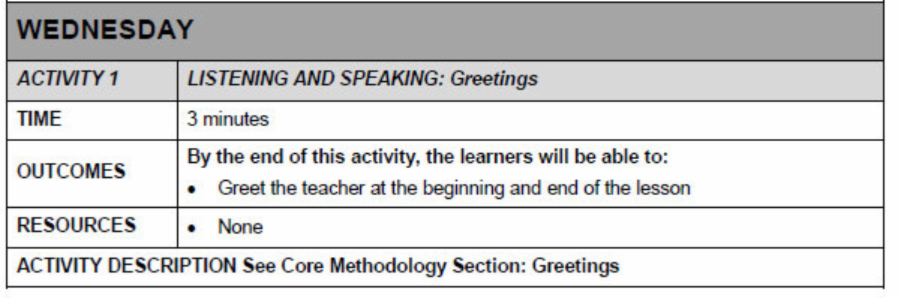 WEDNESDAY
ACTIVITY 1 LISTENING AND SPEAKING: Greetings
TIME 3 minutes
OUTCOMES By the end of this activity, the learners will be able to:
• Greet the teacher at the beginning and end of the lesson
RESOURCES • None
ACTIVITY DESCRIPTION See Core Methodology Section: Greetings